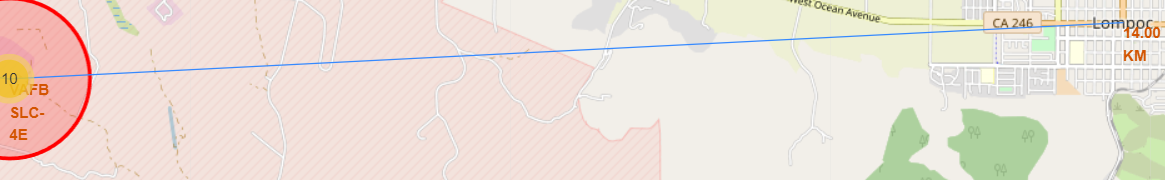 West Ocean Avenue
CA 246
Lompoc
14.00
KM
10
VAFB
SLC-
4E